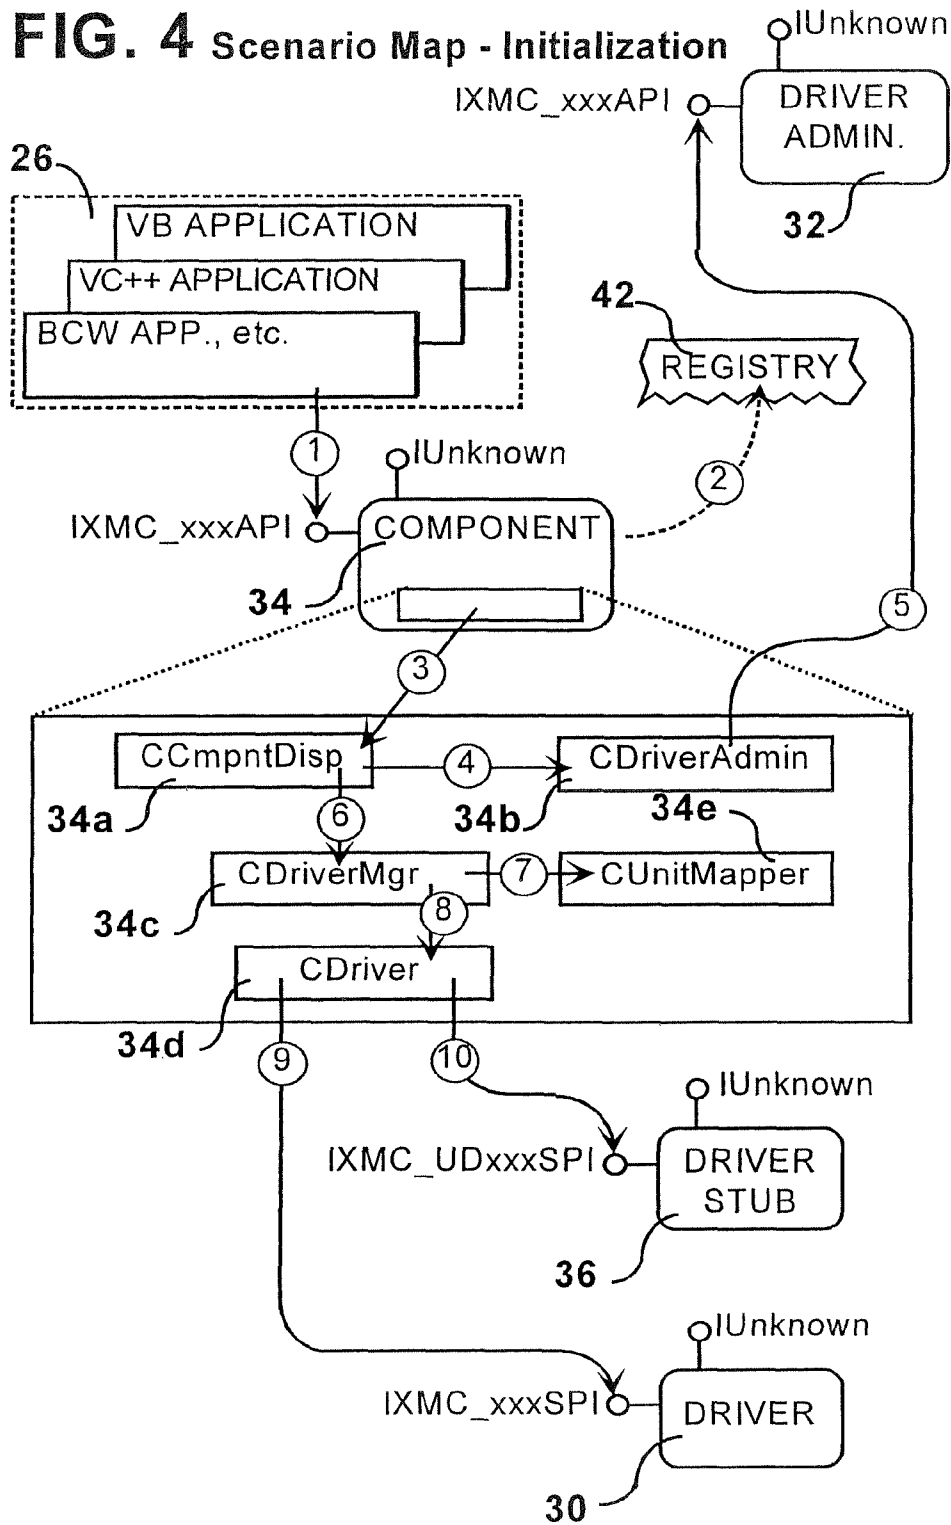 FIG. 4 Scenario Map - Initialization
IUnknown
IXMC_xxxAPI
DRIVER
ADMIN.
32
26
VB APPLICATION
VC++ APPLICATION
BCW APP., etc.
42
REGISTRY
1
IUnknown
2
IXMC_xxxAPI
COMPONENT
34
5
3
CCmpntDisp
4
CDriverAdmin
34a
6
34b
34e
CDriverMgr
7
CUnitMapper
34c
8
CDriver
34d
9
10
IUnknown
IXMC_UDxxxSPI
DRIVER
STUB
36
IUnknown
IXMC_xxxSPI
DRIVER
30